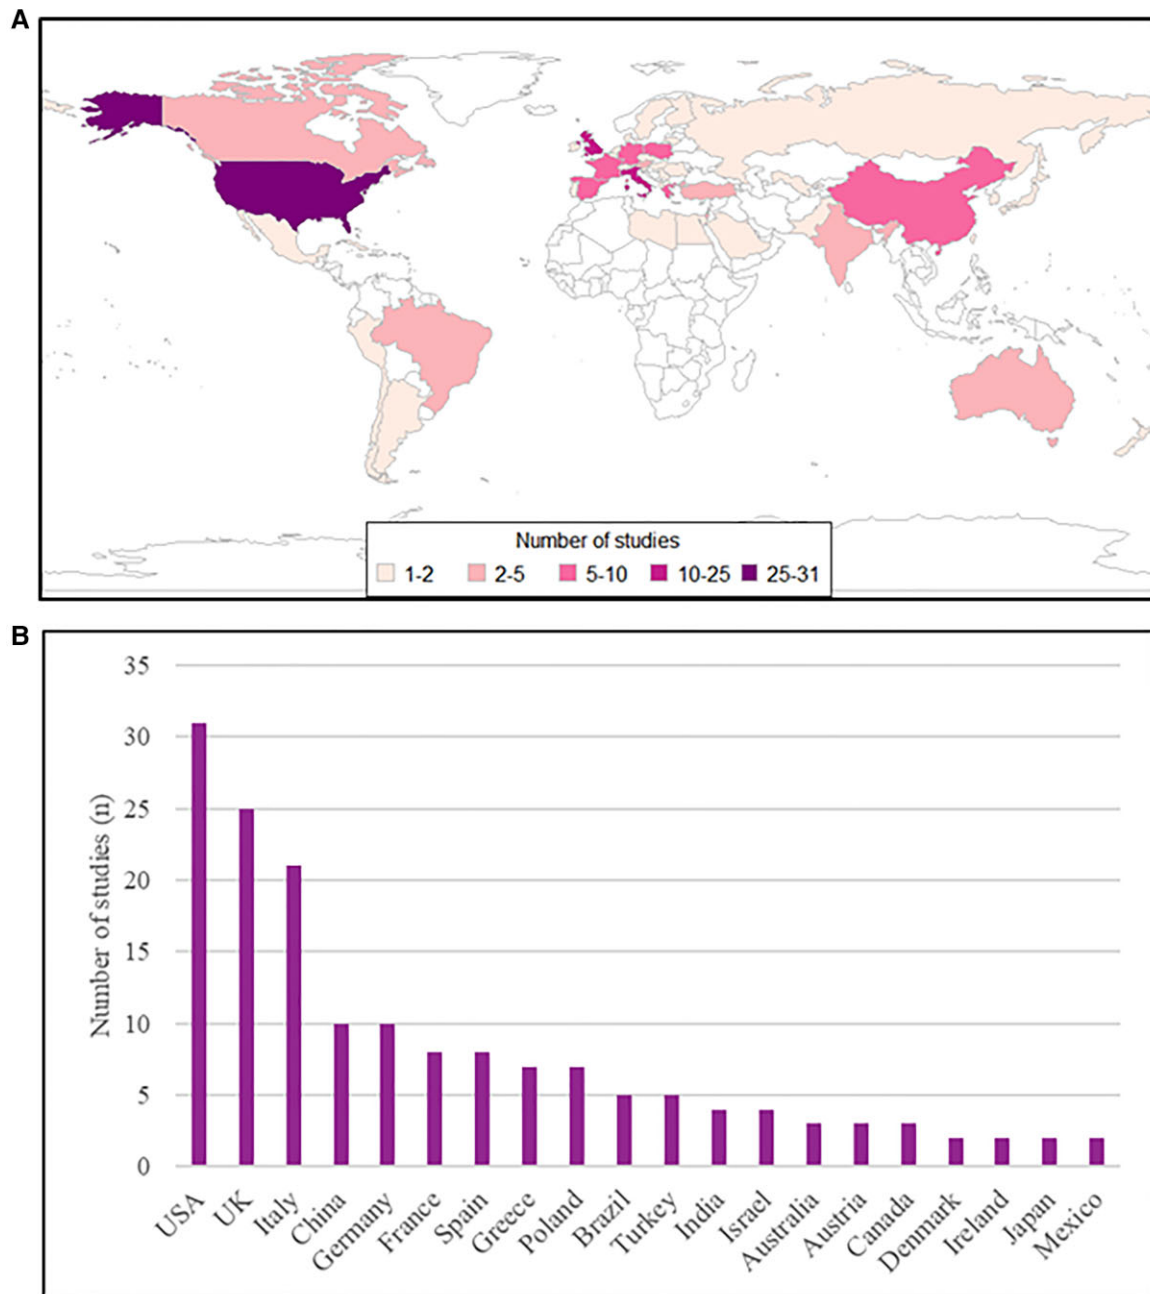 A
Number of studies
1-2 2-5 5-10 10-25 25-31
B
Number of studies (n)
35
30
25
20
15
10
5
0
USA UK Italy China Germany France Spain Greece Poland Brazil Turkey India Israel Australia Austria Canada Denmark Ireland Japan Mexico